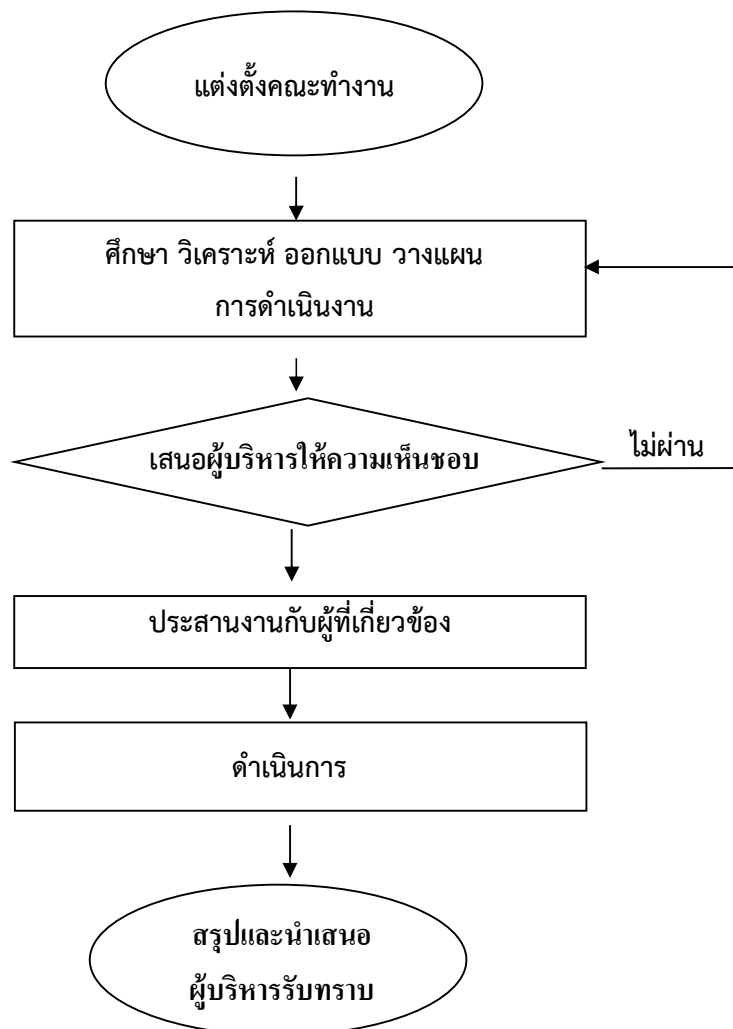 แต่งตั้งคณะทำงาน
ศึกษา วิเคราะห์ ออกแบบ วางแผน
การดำเนินงาน
เสนอผู้บริหารให้ความเห็นชอบ
ไม่ผ่าน
ประสานงานกับผู้ที่เกี่ยวข้อง
ดำเนินการ
สรุปและนำเสนอ
ผู้บริหารรับทราบ